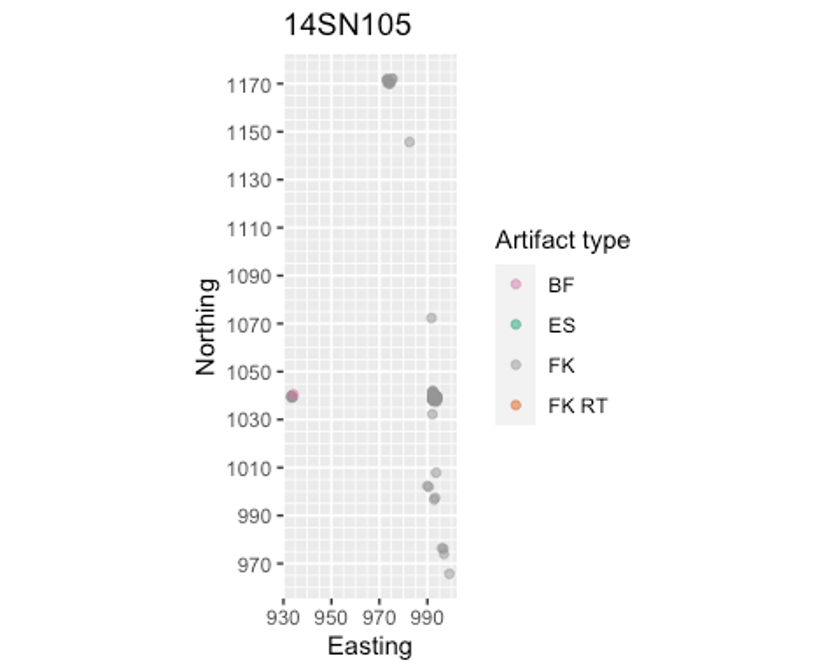 14SN105
1170
1150
1130
1110
1090
1070
1050
1030
1010
990
970
Northing
930 950 970 990
Easting
Artifact type
BF
ES
FK
FK RT